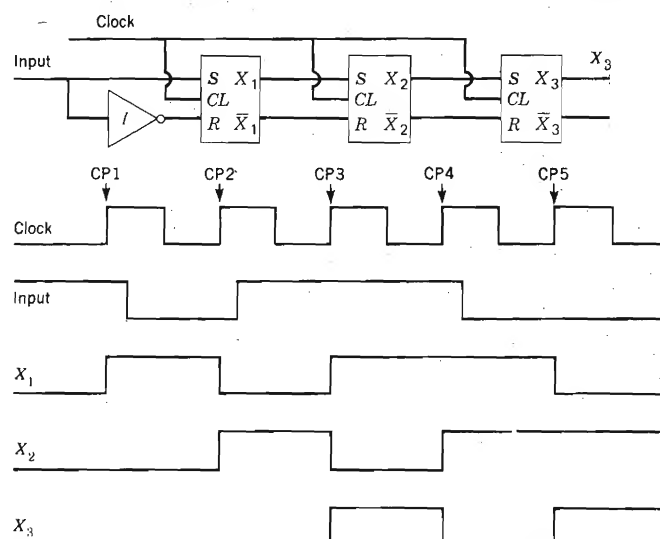 Clock
Input
X₃
S X₁ S X₂ S X₃
CL CL CL
I R X̅₁ R X̅₂ R X̅₃
CP1 CP2 CP3 CP4 CP5
Clock
Input
X₁
X₂
X₃